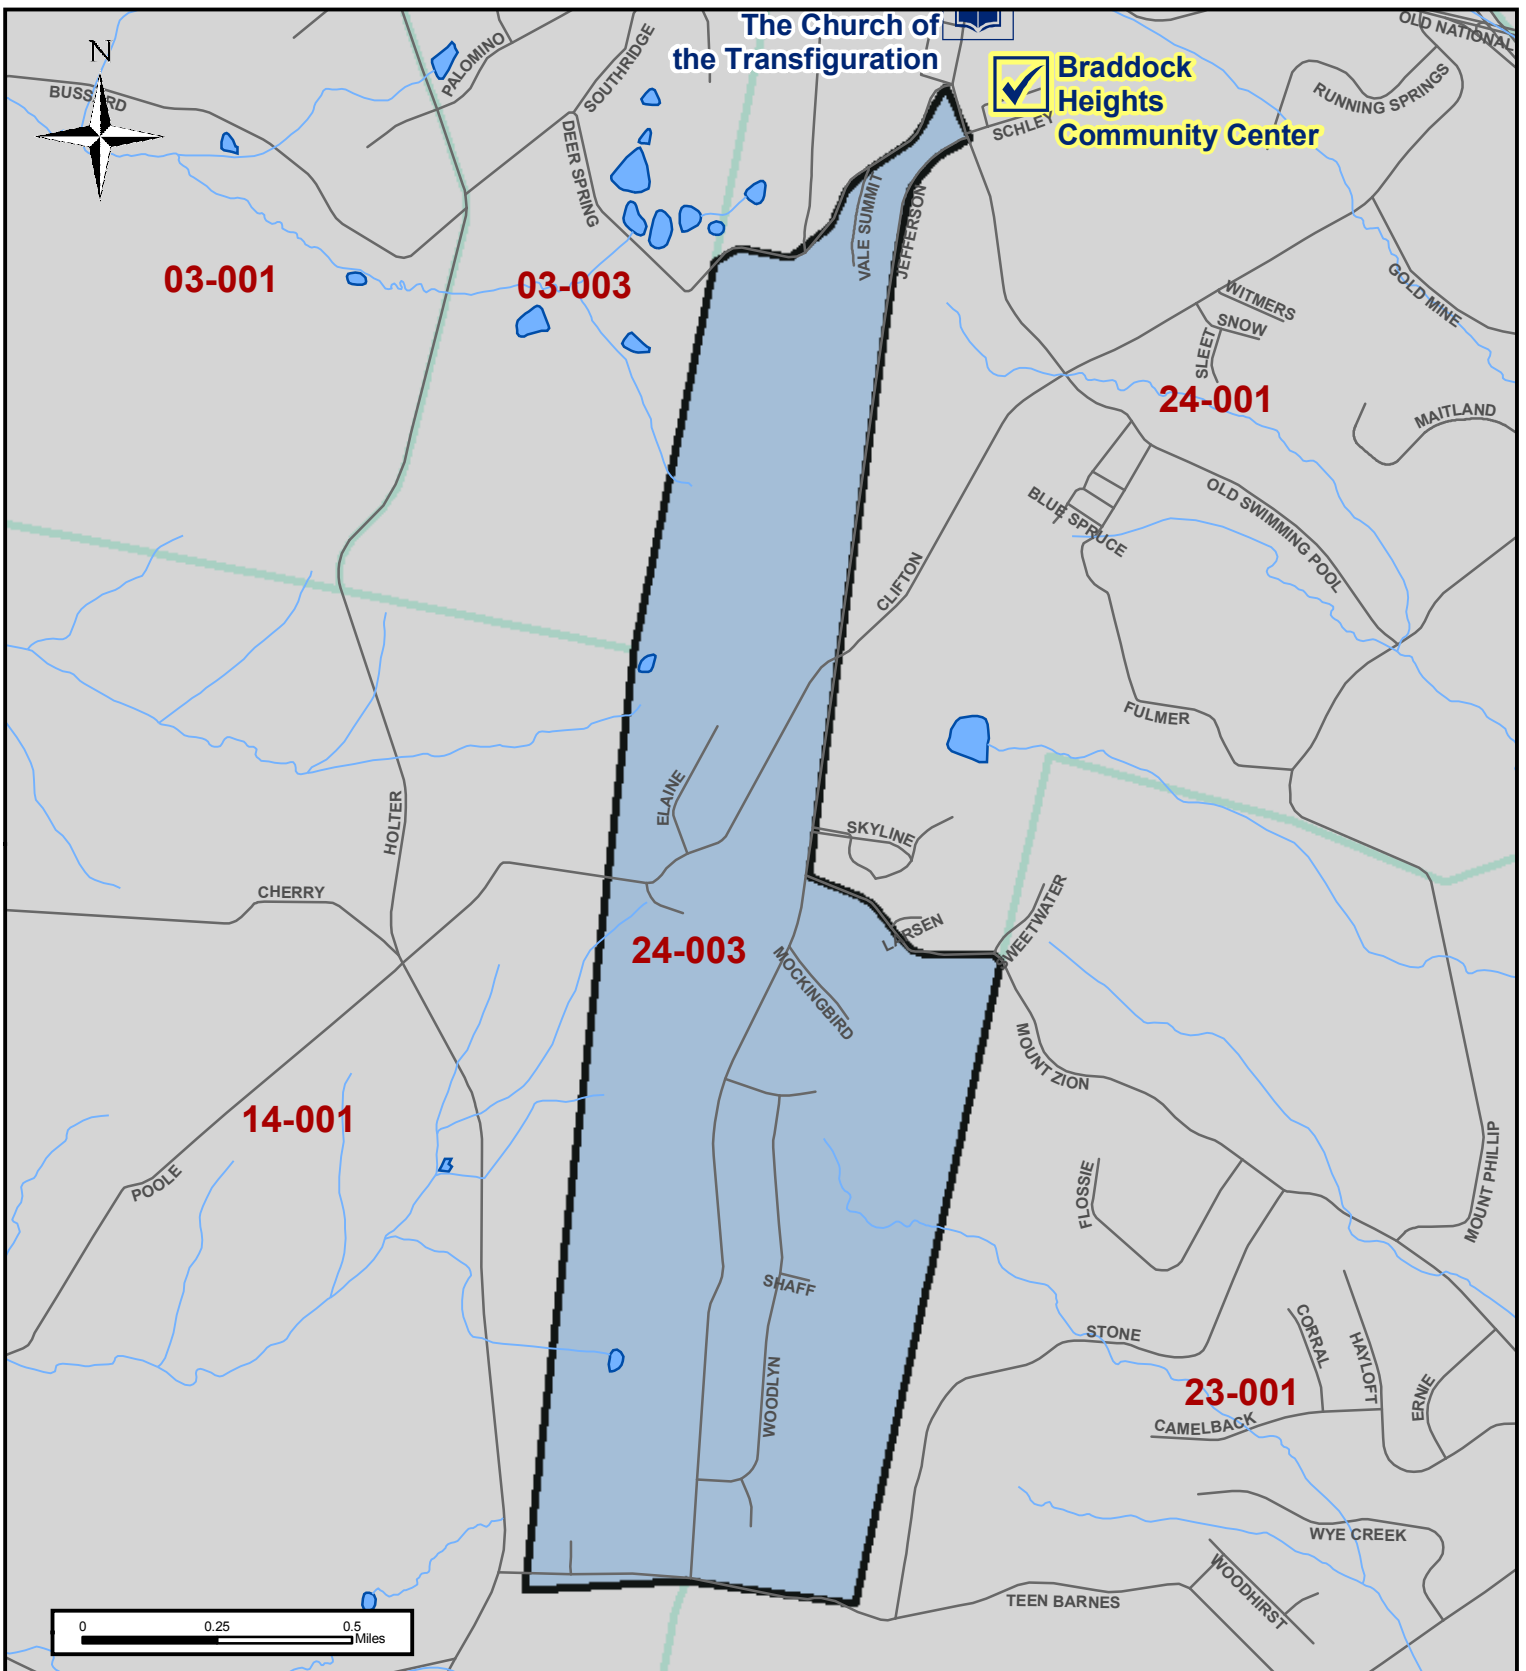 The Church of
the Transfiguration
Braddock
Heights
Community Center
N
OLD NATIONAL
PALOMINO
SOUTHRIDGE
BUSSARD
RUNNING SPRINGS
SCHLEY
DEER SPRING
VALE SUMMIT
JEFFERSON
03-001
03-003
GOLD MINE
WITMERS
SNOW
SLEET
24-001
MAITLAND
BLUE SPRUCE
OLD SWIMMING POOL
CLIFTON
FULMER
ELAINE
HOLTER
SKYLINE
CHERRY
SWEETWATER
LARSEN
24-003
MOCKINGBIRD
MOUNT ZION
14-001
POOLE
FLOSSIE
MOUNT PHILLIP
SHAFF
STONE
CORRAL
HAYLOFT
ERNIE
23-001
CAMELBACK
WOODLYN
WYE CREEK
WOODHIRST
TEEN BARNES
0 0.25 0.5
Miles